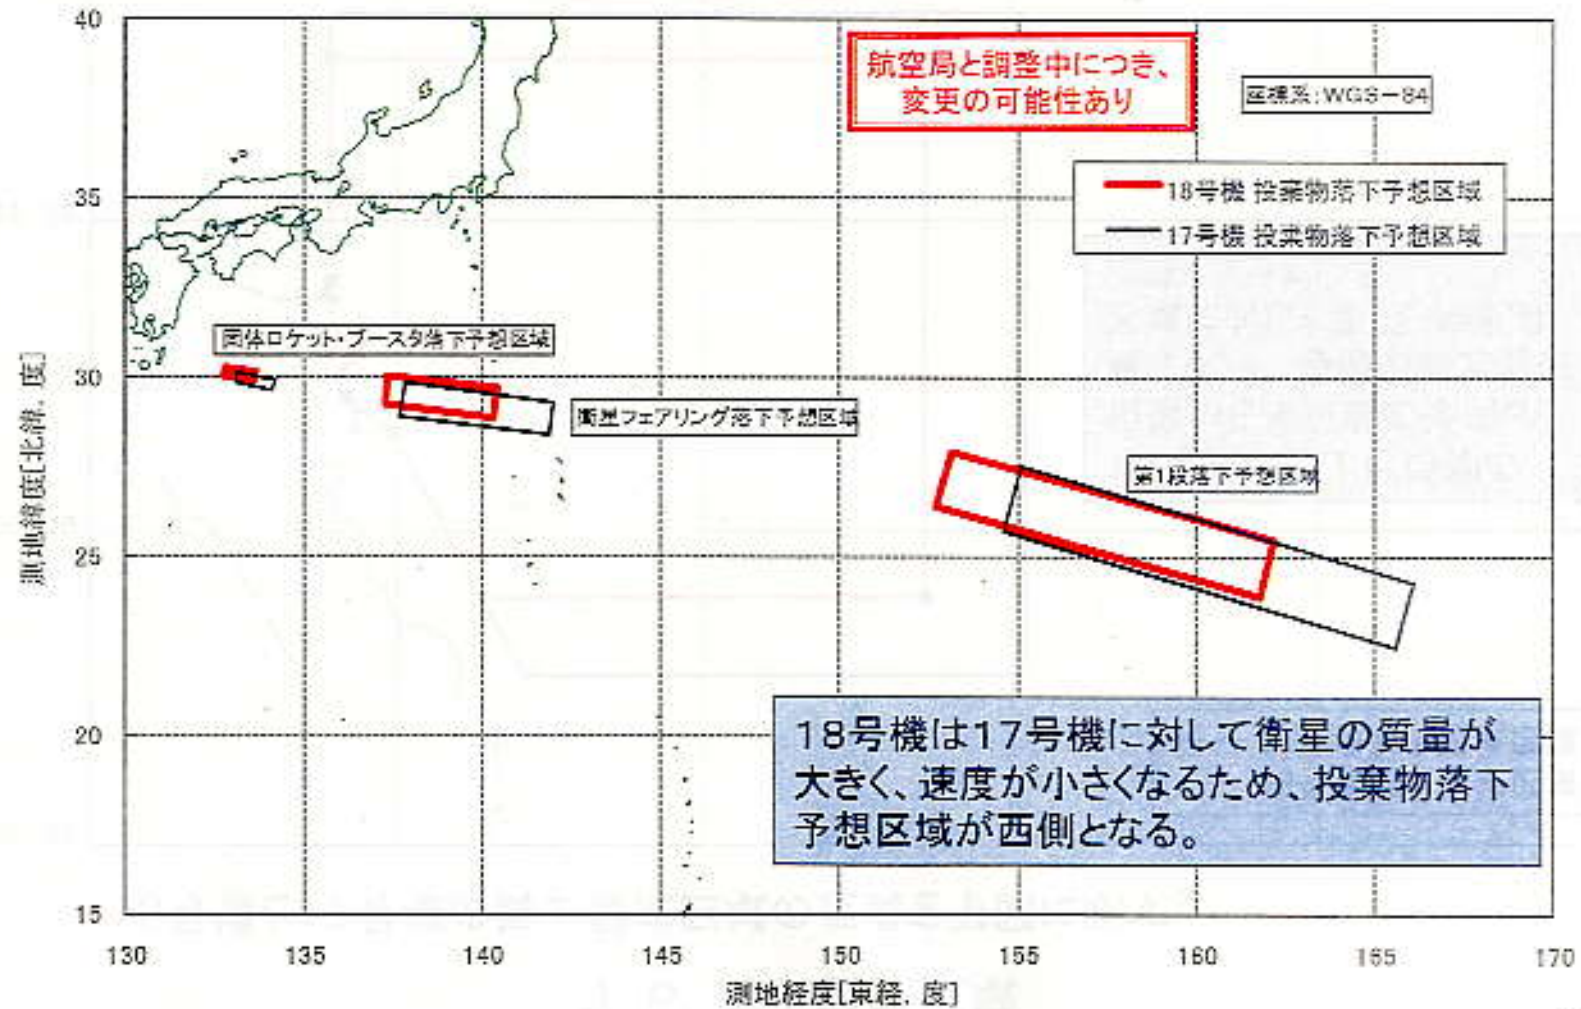 航空局と調整中につき、
変更の可能性あり
座標系:WGS-84
18号機 投棄物落下予想区域
17号機 投棄物落下予想区域
固体ロケット・ブースタ落下予想区域
衛星フェアリング落下予想区域
第1段落下予想区域
18号機は17号機に対して衛星の質量が
大きく、速度が小さくなるため、投棄物落下
予想区域が西側となる。
測地緯度[北緯, 度]
40
35
30
25
20
15
130 135 140 145 150 155 160 165 170
測地経度[東経, 度]